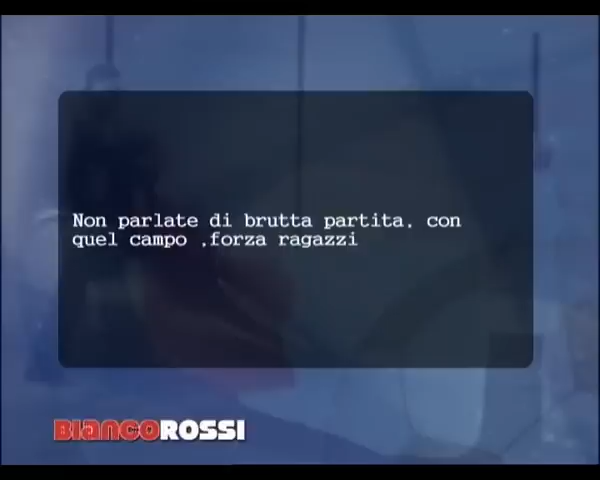 Non parlate di brutta partita, con
quel campo ,forza ragazzi
BIANCOROSSI